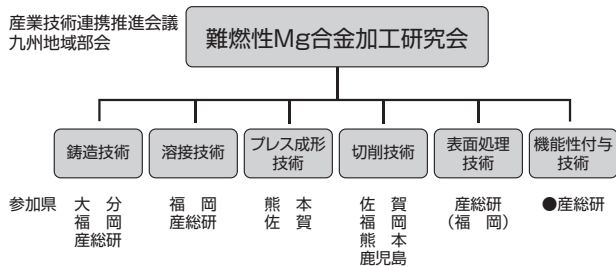 産業技術連携推進会議
九州地域部会
難燃性Mg合金加工研究会
鋳造技術
溶接技術
プレス成形
技術
切削技術
表面処理
技術
機能性付与
技術
参加県
大 分
福 岡
産総研
福 岡
産総研
熊 本
佐 賀
佐 賀
福 岡
熊 本
鹿児島
産総研
(福 岡)
●産総研